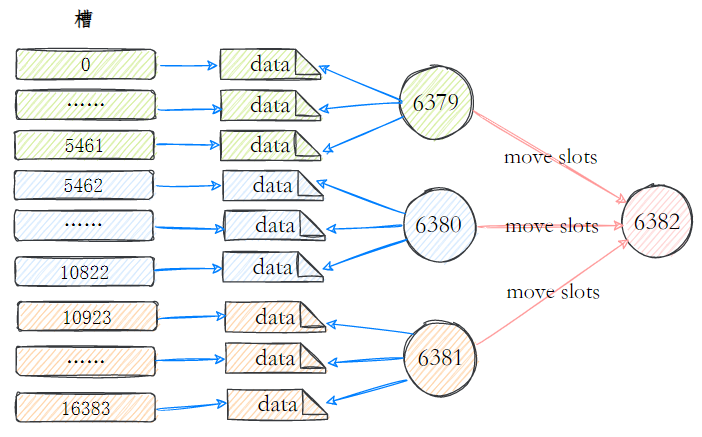 槽
0 data
…… data 6379
5461 data
move slots
5462 data
…… data 6380 move slots 6382
10822 data
move slots
10923 data
…… data 6381
16383 data